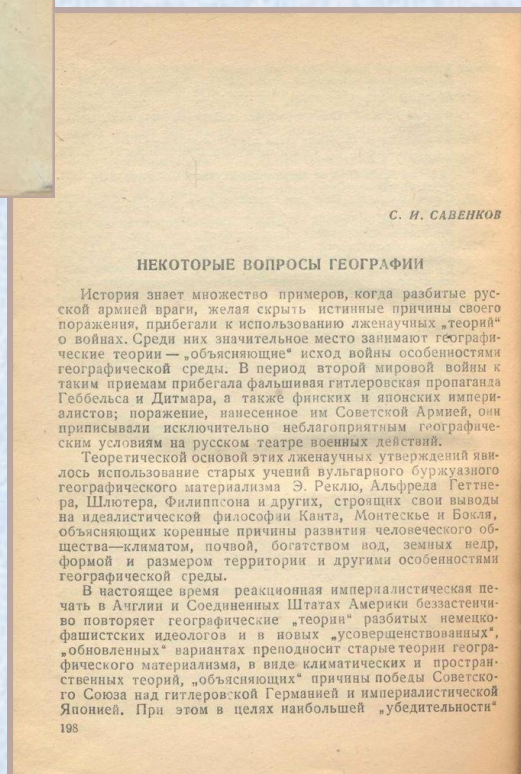 С. И. САВЕНКОВ
НЕКОТОРЫЕ ВОПРОСЫ ГЕОГРАФИИ
История знает множество примеров, когда разбитые рус-
ской армией враги, желая скрыть истинные причины своего
поражения, прибегали к использованию лженаучных „теорий“
о войнах. Среди них значительное место занимают географи-
ческие теории — „объясняющие“ исход войны особенностями
географической среды. В период второй мировой войны к
таким приемам прибегала фальшивая гитлеровская пропаганда
Геббельса и Дитмара, а также финских и японских импери-
алистов; поражение, нанесенное им Советской Армией, они
приписывали исключительно неблагоприятным географиче-
ским условиям на русском театре военных действий.
Теоретической основой этих лженаучных утверждений яви-
лось использование старых учений вульгарного буржуазного
географического материализма Э. Реклю, Альфреда Геттне-
ра, Шлютера, Филиппсона и других, строящих свои выводы
на идеалистической философии Канта, Монтескье и Бокля,
объясняющих коренные причины развития человеческого об-
щества—климатом, почвой, богатством вод, земных недр,
формой и размером территории и другими особенностями
географической среды.
В настоящее время реакционная империалистическая пе-
чать в Англии и Соединенных Штатах Америки беззастенчи-
во повторяет географические „теории“ разбитых немецко-
фашистских идеологов и в новых „усовершенствованных“,
„обновленных“ вариантах преподносит старые теории геогра-
фического материализма, в виде климатических и простран-
ственных теорий, „объясняющих“ причины победы Советско-
го Союза над гитлеровской Германией и империалистической
Японией. При этом в целях наибольшей „убедительности“
198